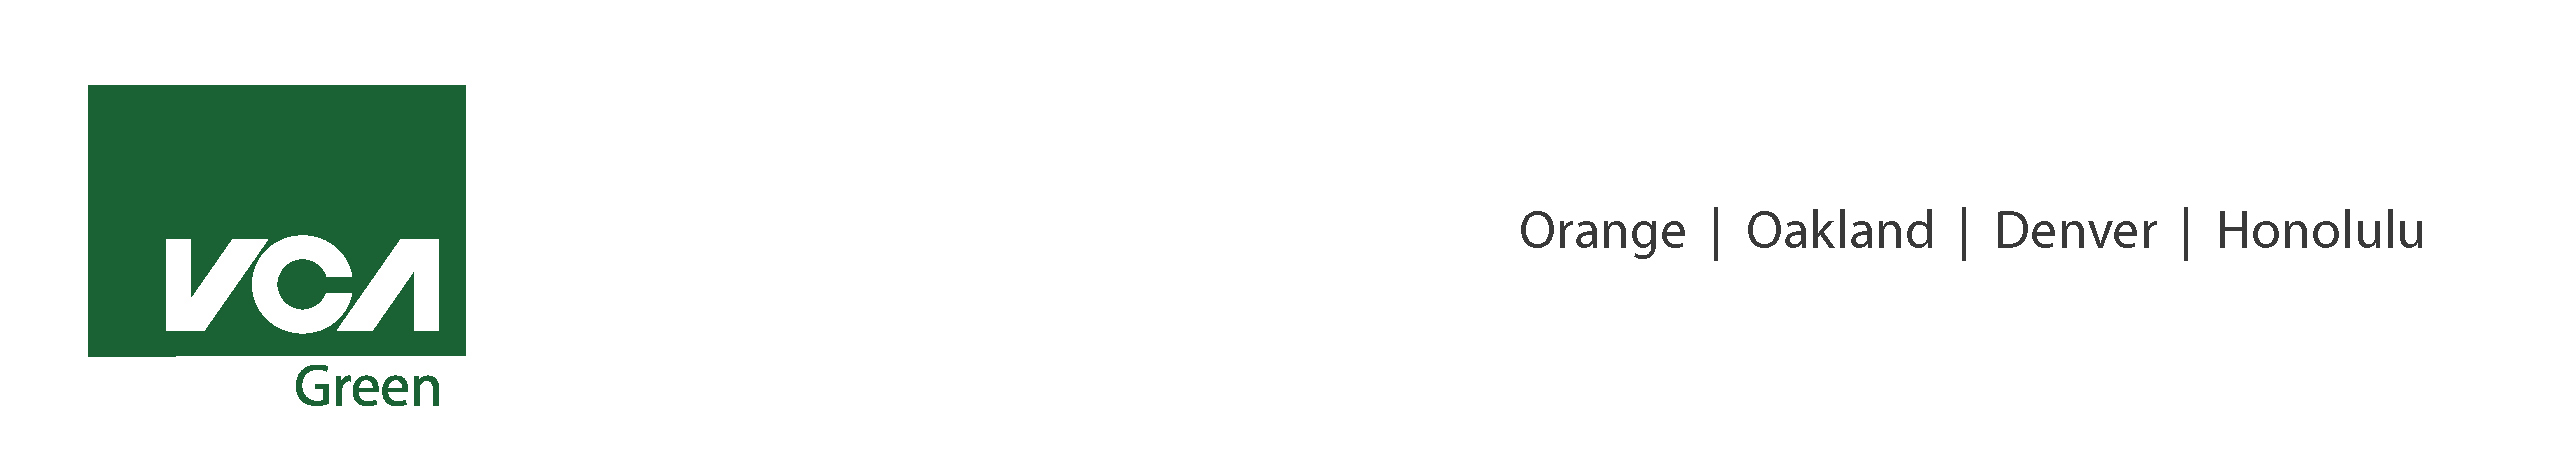 VCA
Green
Orange | Oakland | Denver | Honolulu